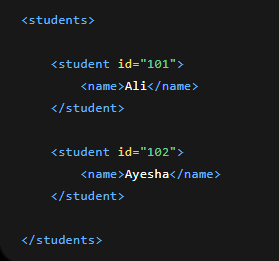 <students>
<student id="101">
<name>Ali</name>
</student>
<student id="102">
<name>Ayesha</name>
</student>
</students>